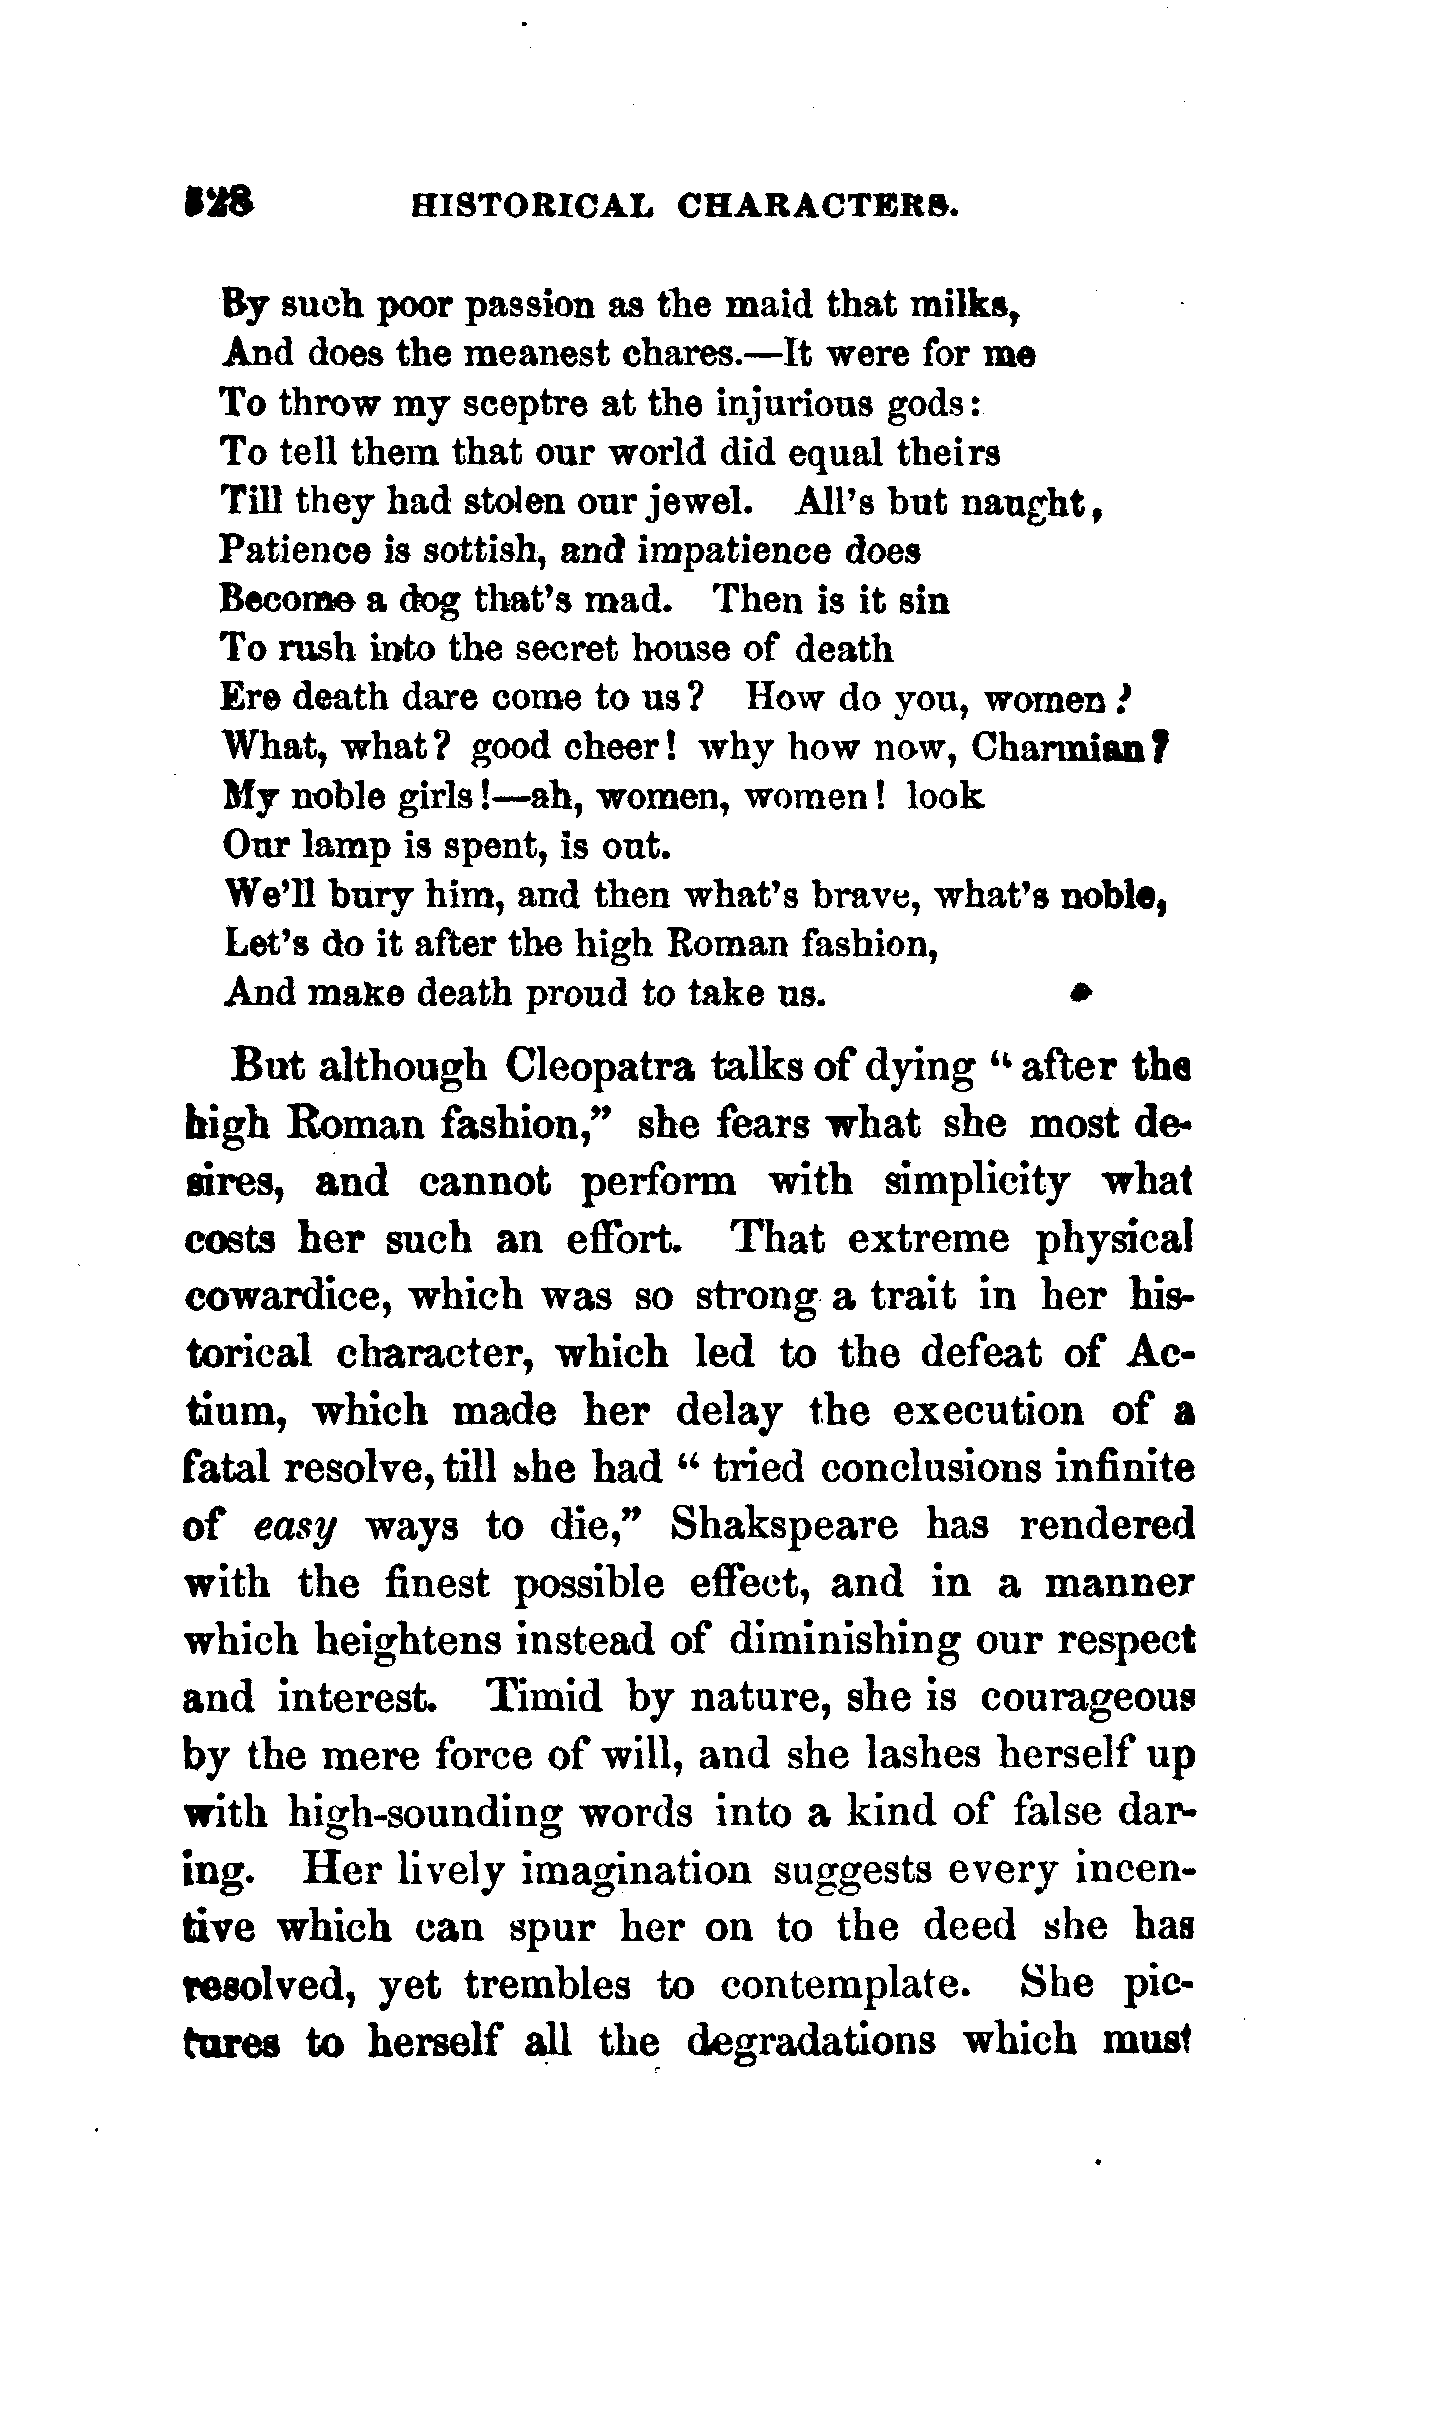 328 HISTORICAL CHARACTERS.
By such poor passion as the maid that milks,
And does the meanest chares.—It were for me
To throw my sceptre at the injurious gods:
To tell them that our world did equal theirs
Till they had stolen our jewel. All's but naught,
Patience is sottish, and impatience does
Become a dog that's mad. Then is it sin
To rush into the secret house of death
Ere death dare come to us? How do you, women?
What, what? good cheer! why how now, Charmian?
My noble girls!—ah, women, women! look
Our lamp is spent, is out.
We'll bury him, and then what's brave, what's noble,
Let's do it after the high Roman fashion,
And make death proud to take us.
But although Cleopatra talks of dying “after the
high Roman fashion,” she fears what she most de-
sires, and cannot perform with simplicity what
costs her such an effort. That extreme physical
cowardice, which was so strong a trait in her his-
torical character, which led to the defeat of Ac-
tium, which made her delay the execution of a
fatal resolve, till she had “tried conclusions infinite
of easy ways to die,” Shakspeare has rendered
with the finest possible effect, and in a manner
which heightens instead of diminishing our respect
and interest. Timid by nature, she is courageous
by the mere force of will, and she lashes herself up
with high-sounding words into a kind of false dar-
ing. Her lively imagination suggests every incen-
tive which can spur her on to the deed she has
resolved, yet trembles to contemplate. She pic-
tures to herself all the degradations which must